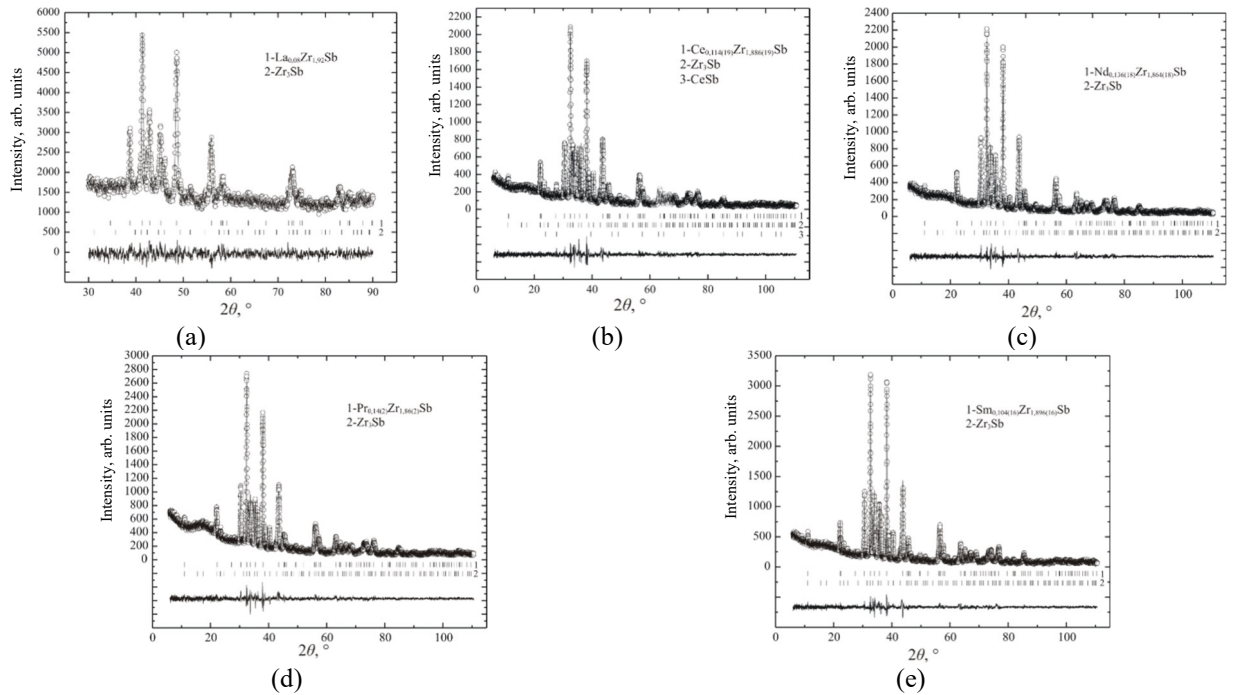 Intensity, arb. units
6000
5500
5000
4500
4000
3500
3000
2500
2000
1500
1000
500
0
1-La₀,₀₈Zr₁,₉₂Sb
2-Zr₃Sb
1
2
30 40 50 60 70 80 90
2θ, °
(a)
Intensity, arb. units
2200
2000
1800
1600
1400
1200
1000
800
600
400
200
0
1-Ce₀,₁₁₄₍₁₉₎Zr₁,₈₈₆₍₁₉₎Sb
2-Zr₃Sb
3-CeSb
1
2
3
0 20 40 60 80 100
2θ, °
(b)
Intensity, arb. units
2400
2200
2000
1800
1600
1400
1200
1000
800
600
400
200
0
1-Nd₀,₁₃₆₍₁₈₎Zr₁,₈₆₄₍₁₈₎Sb
2-Zr₃Sb
1
2
0 20 40 60 80 100
2θ, °
(c)
Intensity, arb. units
3000
2800
2600
2400
2200
2000
1800
1600
1400
1200
1000
800
600
400
200
0
1-Pr₀,₁₄₍₂₎Zr₁,₈₆₍₂₎Sb
2-Zr₃Sb
1
2
0 20 40 60 80 100
2θ, °
(d)
Intensity, arb. units
3500
3000
2500
2000
1500
1000
500
0
1-Sm₀,₁₀₄₍₁₆₎Zr₁,₈₉₆₍₁₆₎Sb
2-Zr₃Sb
1
2
0 20 40 60 80 100
2θ, °
(e)